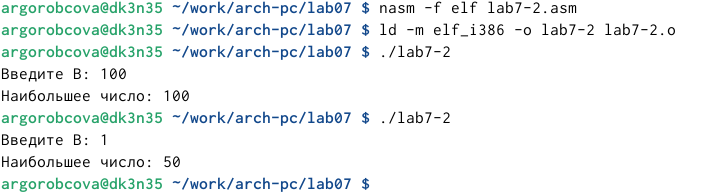 argorobcova@dk3n35 ~/work/arch-pc/lab07 $ nasm -f elf lab7-2.asm
argorobcova@dk3n35 ~/work/arch-pc/lab07 $ ld -m elf_i386 -o lab7-2 lab7-2.o
argorobcova@dk3n35 ~/work/arch-pc/lab07 $ ./lab7-2
Введите В: 100
Наибольшее число: 100
argorobcova@dk3n35 ~/work/arch-pc/lab07 $ ./lab7-2
Введите В: 1
Наибольшее число: 50
argorobcova@dk3n35 ~/work/arch-pc/lab07 $